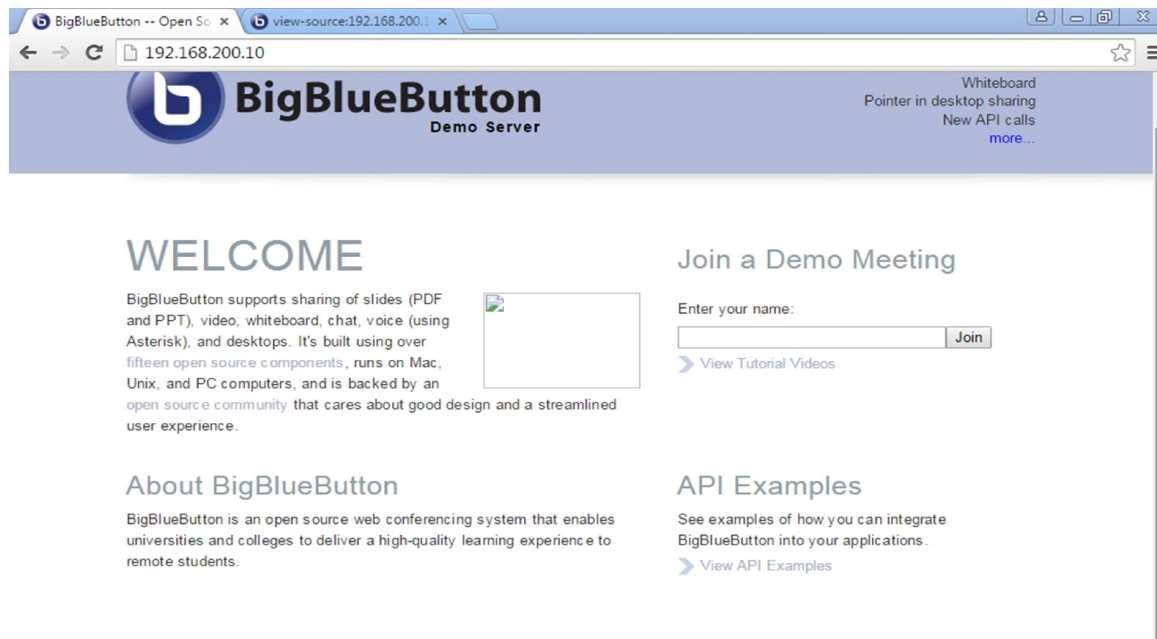 BigBlueButton -- Open So
view-source:192.168.200.1
192.168.200.10
BigBlueButton
Demo Server
Whiteboard
Pointer in desktop sharing
New API calls
more...
WELCOME
BigBlueButton supports sharing of slides (PDF
and PPT), video, whiteboard, chat, voice (using
Asterisk), and desktops. It's built using over
fifteen open source components, runs on Mac,
Unix, and PC computers, and is backed by an
open source community that cares about good design and a streamlined
user experience.
Join a Demo Meeting
Enter your name:
Join
View Tutorial Videos
About BigBlueButton
BigBlueButton is an open source web conferencing system that enables
universities and colleges to deliver a high-quality learning experience to
remote students.
API Examples
See examples of how you can integrate
BigBlueButton into your applications.
View API Examples